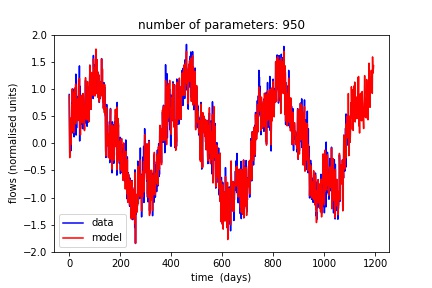 number of parameters: 950
flows (normalised units)
2.0
1.5
1.0
0.5
0.0
−0.5
−1.0
−1.5
−2.0
data
model
0 200 400 600 800 1000 1200
time (days)